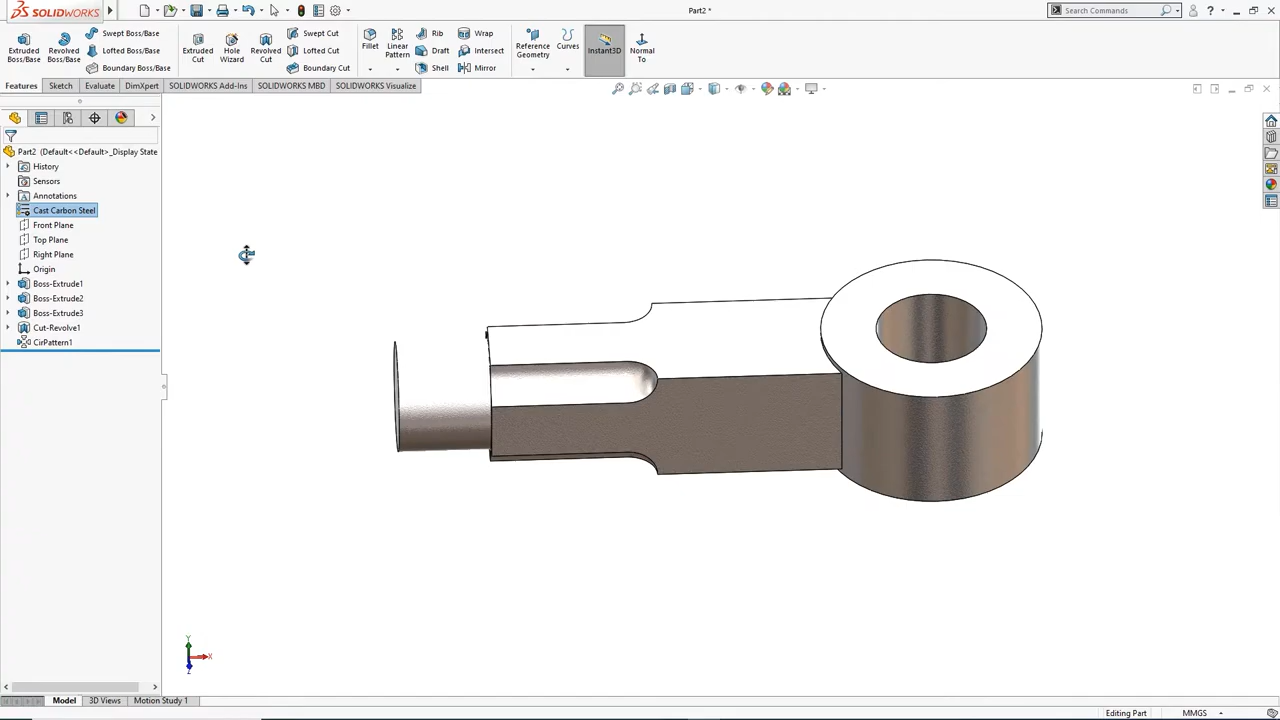 SOLIDWORKS
Part2 *
Search Commands
Extruded Boss/Base
Revolved Boss/Base
Swept Boss/Base
Lofted Boss/Base
Boundary Boss/Base
Extruded Cut
Hole Wizard
Revolved Cut
Swept Cut
Lofted Cut
Boundary Cut
Fillet
Linear Pattern
Rib
Draft
Shell
Wrap
Intersect
Mirror
Reference Geometry
Curves
Instant3D
Normal To
Features
Sketch
Evaluate
DimXpert
SOLIDWORKS Add-Ins
SOLIDWORKS MBD
SOLIDWORKS Visualize
Part2 (Default<<Default>_Display State
History
Sensors
Annotations
Cast Carbon Steel
Front Plane
Top Plane
Right Plane
Origin
Boss-Extrude1
Boss-Extrude2
Boss-Extrude3
Cut-Revolve1
CirPattern1
Y
X
Z
Model
3D Views
Motion Study 1
Editing Part
MMGS